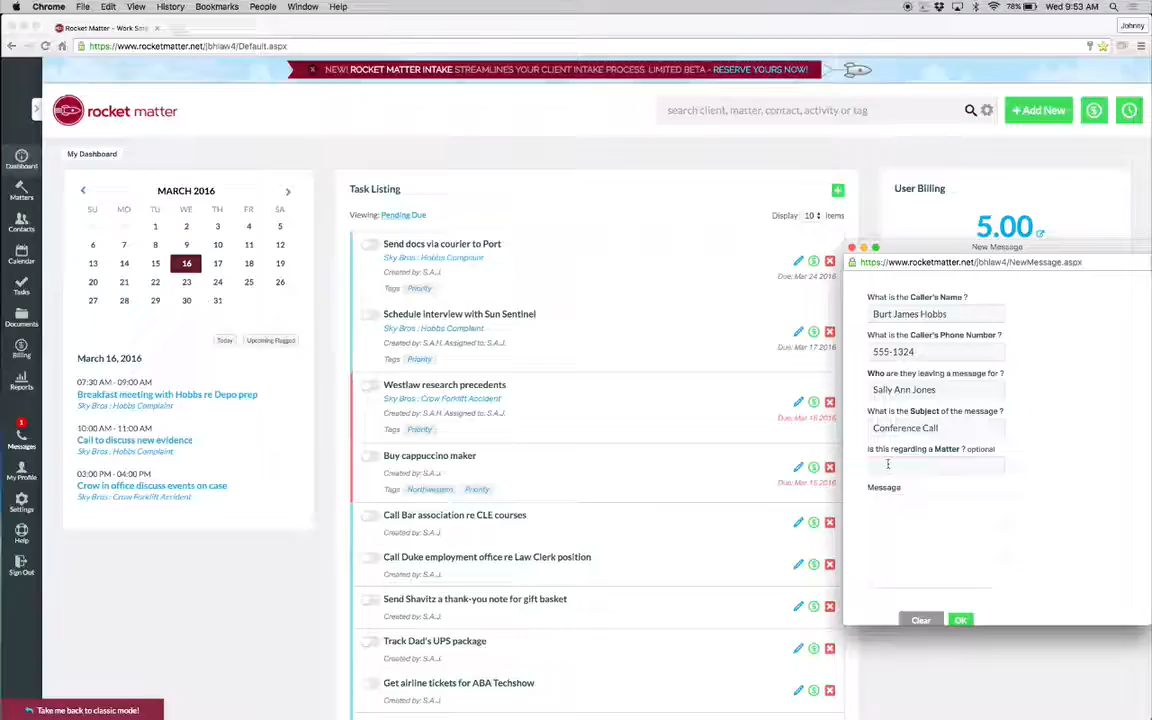 Chrome File Edit View History Bookmarks People Window Help 78% Wed 9:53 AM
Rocket Matter - Work Sm
Johnny
https://www.rocketmatter.net/jbhlaw4/Default.aspx
NEW! ROCKET MATTER INTAKE STREAMLINES YOUR CLIENT INTAKE PROCESS. LIMITED BETA - RESERVE YOURS NOW!
rocket matter
search client, matter, contact, activity or tag
+ Add New
My Dashboard
Dashboard
Matters
Contacts
Calendar
Tasks
Documents
Billing
Reports
1
Messages
My Profile
Settings
Help
Sign Out
MARCH 2016
SU MO TU WE TH FR SA
1 2 3 4 5
6 7 8 9 10 11 12
13 14 15 16 17 18 19
20 21 22 23 24 25 26
27 28 29 30 31
Today Upcoming Flagged
March 16, 2016
07:30 AM - 09:00 AM
Breakfast meeting with Hobbs re Depo prep
Sky Bros : Hobbs Complaint
10:00 AM - 11:00 AM
Call to discuss new evidence
Sky Bros : Hobbs Complaint
03:00 PM - 04:00 PM
Crow in office discuss events on case
Sky Bros : Crow Forklift Accident
Task Listing
Viewing: Pending Due
Display 10 Items
Send docs via courier to Port
Sky Bros : Hobbs Complaint
Created by: S.A.J.
Due: Mar 24 2016
Tags Priority
Schedule interview with Sun Sentinel
Sky Bros : Hobbs Complaint
Created by: S.A.H. Assigned to: S.A.J.
Due: Mar 17 2016
Tags Priority
Westlaw research precedents
Sky Bros : Crow Forklift Accident
Created by: S.A.H. Assigned to: S.A.J.
Tags Priority
Buy cappuccino maker
Created by: S.A.J.
Due: Mar 15 2016
Tags Northwestern Priority
Call Bar association re CLE courses
Created by: S.A.J.
Call Duke employment office re Law Clerk position
Created by: S.A.J.
Send Shavitz a thank-you note for gift basket
Created by: S.A.J.
Track Dad's UPS package
Created by: S.A.J.
Get airline tickets for ABA Techshow
Created by: S.A.J.
User Billing
5.00
New Message
https://www.rocketmatter.net/jbhlaw4/NewMessage.aspx
What is the Caller's Name ?
Burt James Hobbs
What is the Caller's Phone Number ?
555-1324
Who are they leaving a message for ?
Sally Ann Jones
What is the Subject of the message ?
Conference Call
Is this regarding a Matter ? optional
Message
Clear OK
Take me back to classic mode!